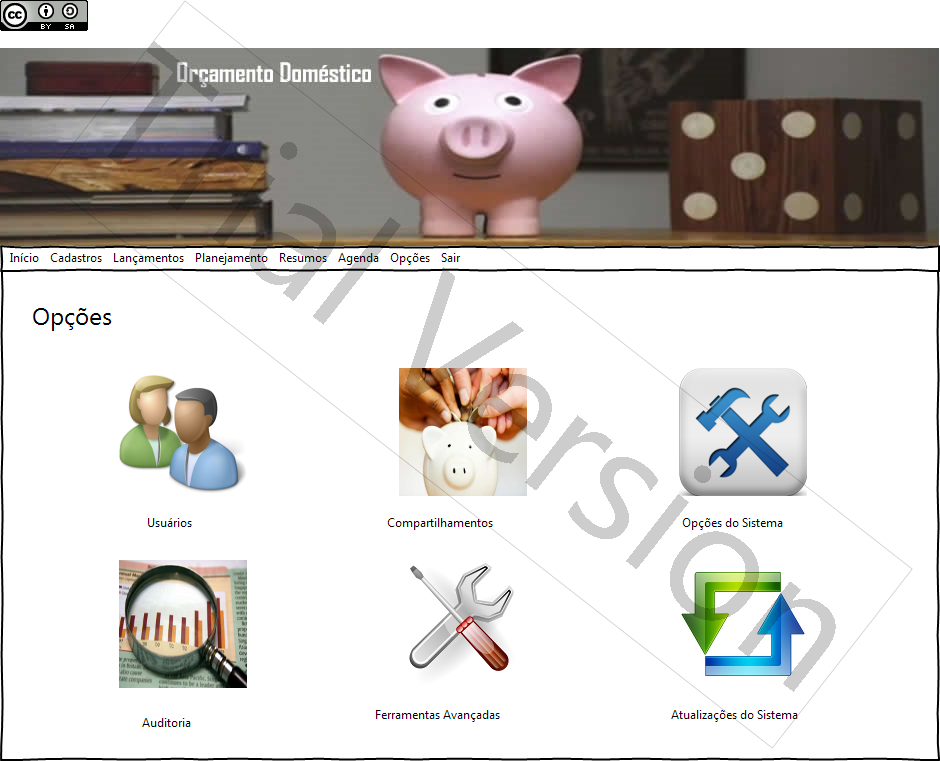 cc BY SA
Orçamento Doméstico
Início Cadastros Lançamentos Planejamento Resumos Agenda Opções Sair
Opções
Usuários Compartilhamentos Opções do Sistema
Auditoria Ferramentas Avançadas Atualizações do Sistema
Trial Version